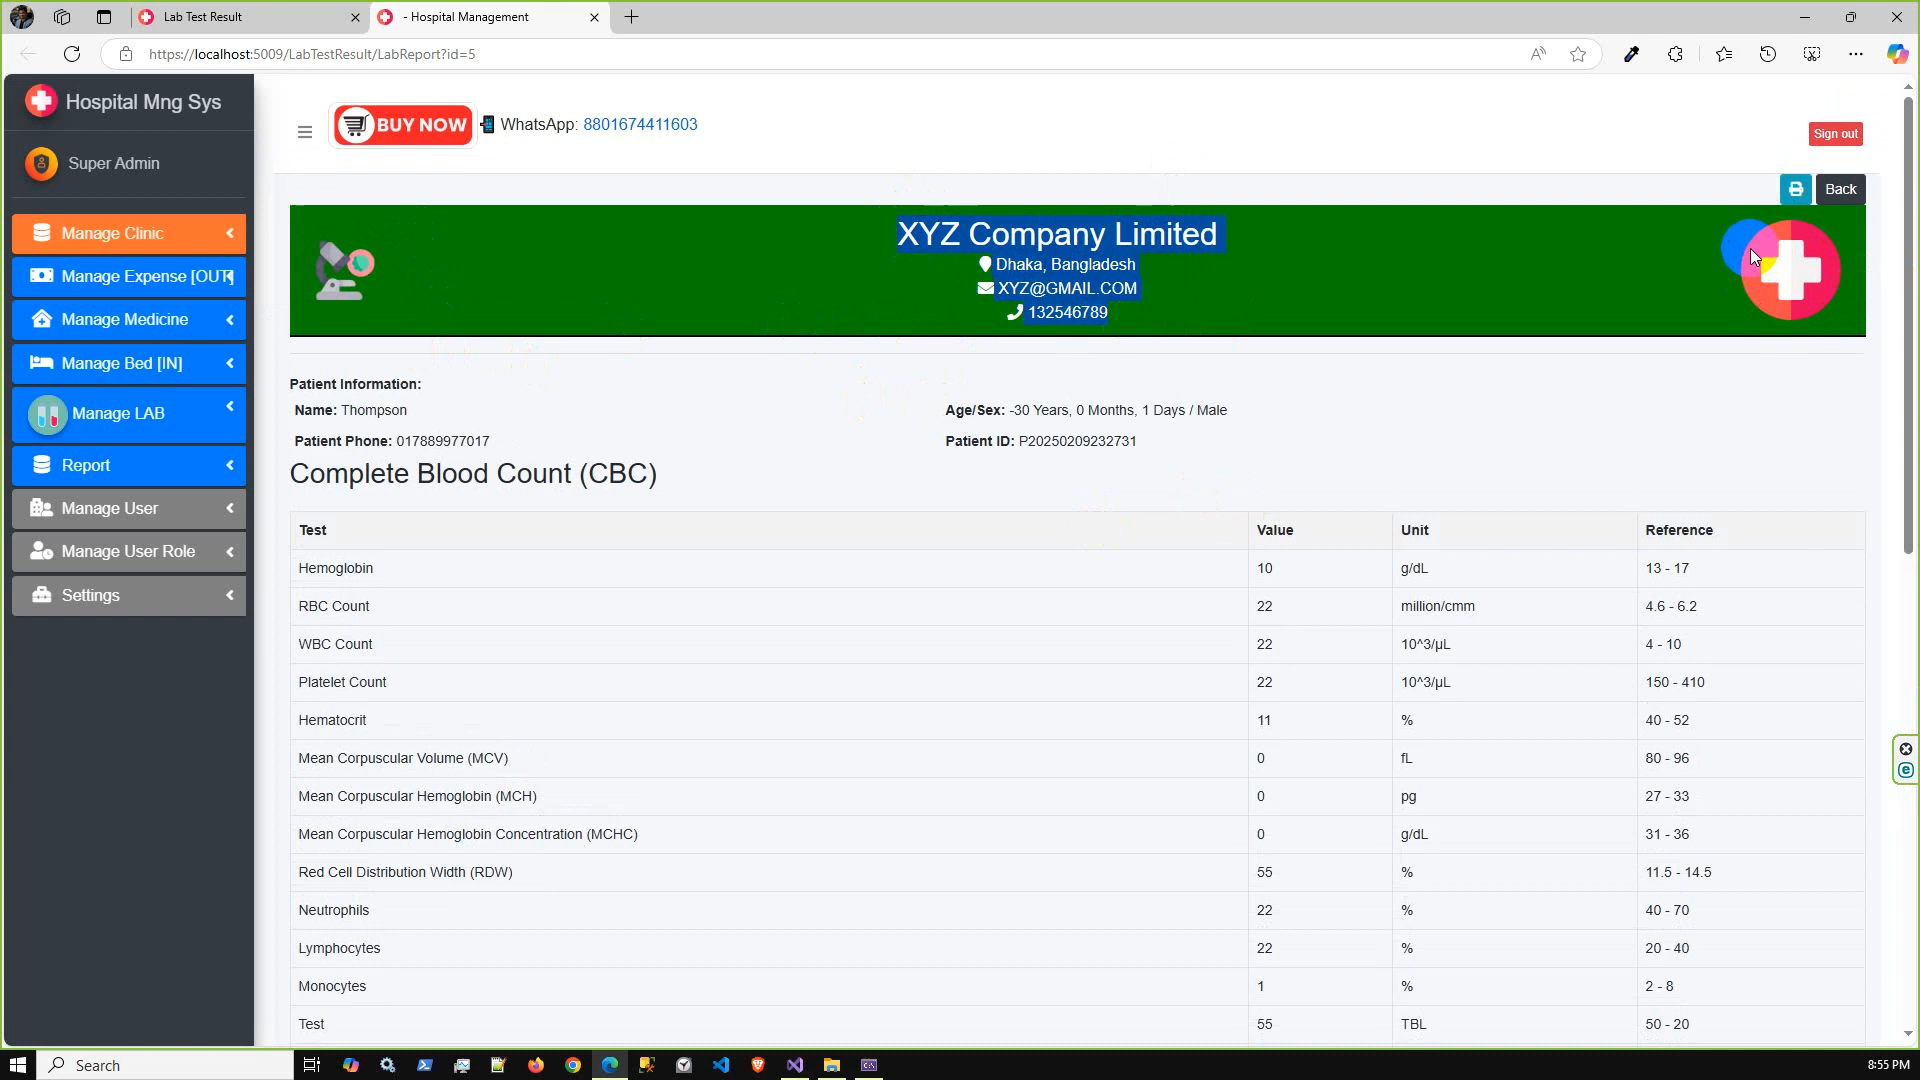 Lab Test Result
- Hospital Management
https://localhost:5009/LabTestResult/LabReport?id=5
Hospital Mng Sys
BUY NOW
WhatsApp: 8801674411603
Sign out
Super Admin
Back
Manage Clinic
Manage Expense [OUT]
Manage Medicine
Manage Bed [IN]
Manage LAB
Report
Manage User
Manage User Role
Settings
XYZ Company Limited
Dhaka, Bangladesh
XYZ@GMAIL.COM
132546789
Patient Information:
Name: Thompson
Age/Sex: -30 Years, 0 Months, 1 Days / Male
Patient Phone: 017889977017
Patient ID: P20250209232731
Complete Blood Count (CBC)
Test Value Unit Reference
Hemoglobin 10 g/dL 13 - 17
RBC Count 22 million/cmm 4.6 - 6.2
WBC Count 22 10^3/µL 4 - 10
Platelet Count 22 10^3/µL 150 - 410
Hematocrit 11 % 40 - 52
Mean Corpuscular Volume (MCV) 0 fL 80 - 96
Mean Corpuscular Hemoglobin (MCH) 0 pg 27 - 33
Mean Corpuscular Hemoglobin Concentration (MCHC) 0 g/dL 31 - 36
Red Cell Distribution Width (RDW) 55 % 11.5 - 14.5
Neutrophils 22 % 40 - 70
Lymphocytes 22 % 20 - 40
Monocytes 1 % 2 - 8
Test 55 TBL 50 - 20
Search
8:55 PM